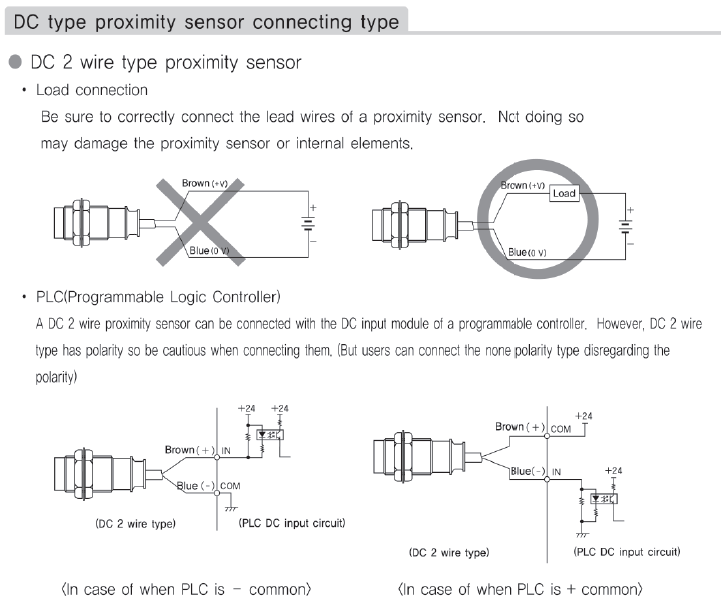 DC type proximity sensor connecting type
● DC 2 wire type proximity sensor
• Load connection
Be sure to correctly connect the lead wires of a proximity sensor. Not doing so
may damage the proximity sensor or internal elements.
Brown (+V)
+
−
Blue (0 V)
Brown (+V)
Load
+
−
Blue (0 V)
• PLC(Programmable Logic Controller)
A DC 2 wire proximity sensor can be connected with the DC input module of a programmable controller. However, DC 2 wire
type has polarity so be cautious when connecting them. (But users can connect the none polarity type disregarding the
polarity)
+24 +24
Brown (+) IN
Blue (-) COM
(DC 2 wire type) (PLC DC input circuit)
+24
Brown (+) COM
Blue(-) IN
+24
(DC 2 wire type) (PLC DC input circuit)
〈In case of when PLC is − common〉
〈In case of when PLC is + common〉